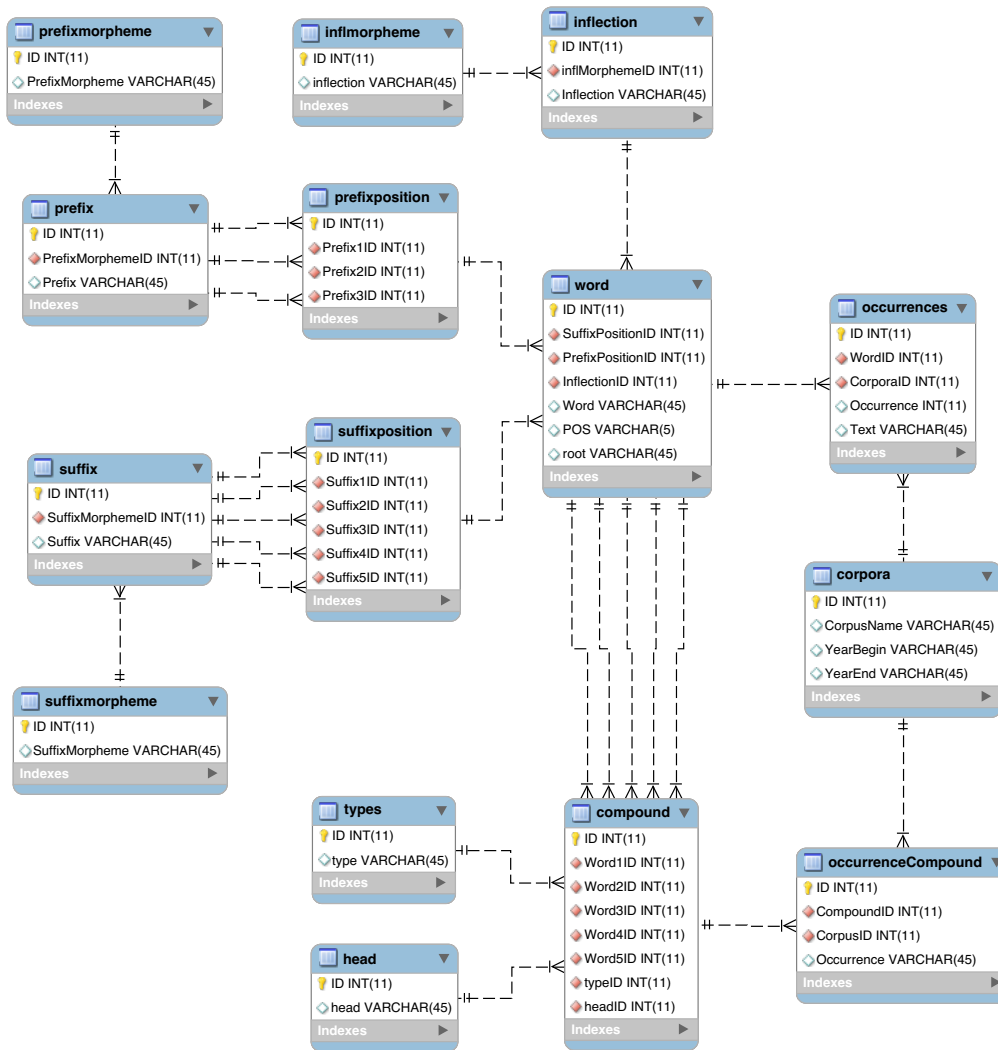 prefixmorpheme
ID INT(11)
PrefixMorpheme VARCHAR(45)
Indexes
inflmorpheme
ID INT(11)
inflection VARCHAR(45)
Indexes
inflection
ID INT(11)
inflMorphemeID INT(11)
Inflection VARCHAR(45)
Indexes
prefix
ID INT(11)
PrefixMorphemeID INT(11)
Prefix VARCHAR(45)
Indexes
prefixposition
ID INT(11)
Prefix1ID INT(11)
Prefix2ID INT(11)
Prefix3ID INT(11)
Indexes
word
ID INT(11)
SuffixPositionID INT(11)
PrefixPositionID INT(11)
InflectionID INT(11)
Word VARCHAR(45)
POS VARCHAR(5)
root VARCHAR(45)
Indexes
occurrences
ID INT(11)
WordID INT(11)
CorporaID INT(11)
Occurrence INT(11)
Text VARCHAR(45)
Indexes
suffix
ID INT(11)
SuffixMorphemeID INT(11)
Suffix VARCHAR(45)
Indexes
suffixposition
ID INT(11)
Suffix1ID INT(11)
Suffix2ID INT(11)
Suffix3ID INT(11)
Suffix4ID INT(11)
Suffix5ID INT(11)
Indexes
corpora
ID INT(11)
CorpusName VARCHAR(45)
YearBegin VARCHAR(45)
YearEnd VARCHAR(45)
Indexes
suffixmorpheme
ID INT(11)
SuffixMorpheme VARCHAR(45)
Indexes
types
ID INT(11)
type VARCHAR(45)
Indexes
compound
ID INT(11)
Word1ID INT(11)
Word2ID INT(11)
Word3ID INT(11)
Word4ID INT(11)
Word5ID INT(11)
typeID INT(11)
headID INT(11)
Indexes
occurrenceCompound
ID INT(11)
CompoundID INT(11)
CorpusID INT(11)
Occurrence VARCHAR(45)
Indexes
head
ID INT(11)
head VARCHAR(45)
Indexes